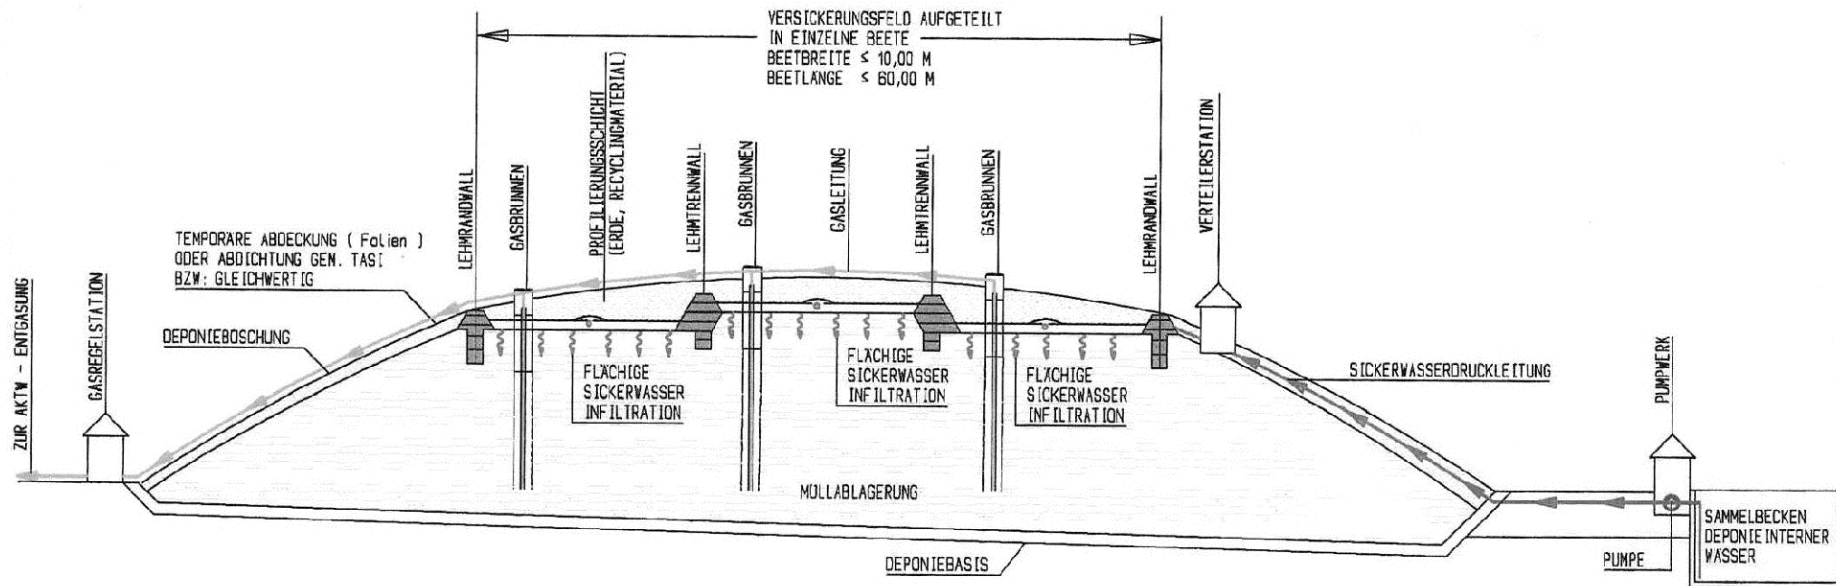 VERSICKERUNGSFELD AUFGETEILT
IN EINZELNE BEETE
BEETBREITE ≤ 10,00 M
BEETLÄNGE ≤ 60,00 M
ZUR AKTW - ENTGASUNG
GASREGELSTATION
TEMPORÄRE ABDECKUNG ( Folien )
ODER ABDICHTUNG GEM. TASI
BZW: GLEICHWERTIG
DEPONIEBÖSCHUNG
LEHMRANDWALL
GASBRUNNEN
PROFILIERUNGSSCHICHT
(ERDE, RECYCLINGMATERIAL)
LEHMTRENNWALL
GASBRUNNEN
GASLEITUNG
LEHMTRENNWALL
GASBRUNNEN
LEHMRANDWALL
VERTEILERSTATION
FLÄCHIGE
SICKERWASSER
INFILTRATION
FLÄCHIGE
SICKERWASSER
INFILTRATION
FLÄCHIGE
SICKERWASSER
INFILTRATION
SICKERWASSERDRUCKLEITUNG
PUMPWERK
MÜLLABLAGERUNG
SAMMELBECKEN
DEPONIEINTERNER
WÄSSER
PUMPE
DEPONIEBASIS